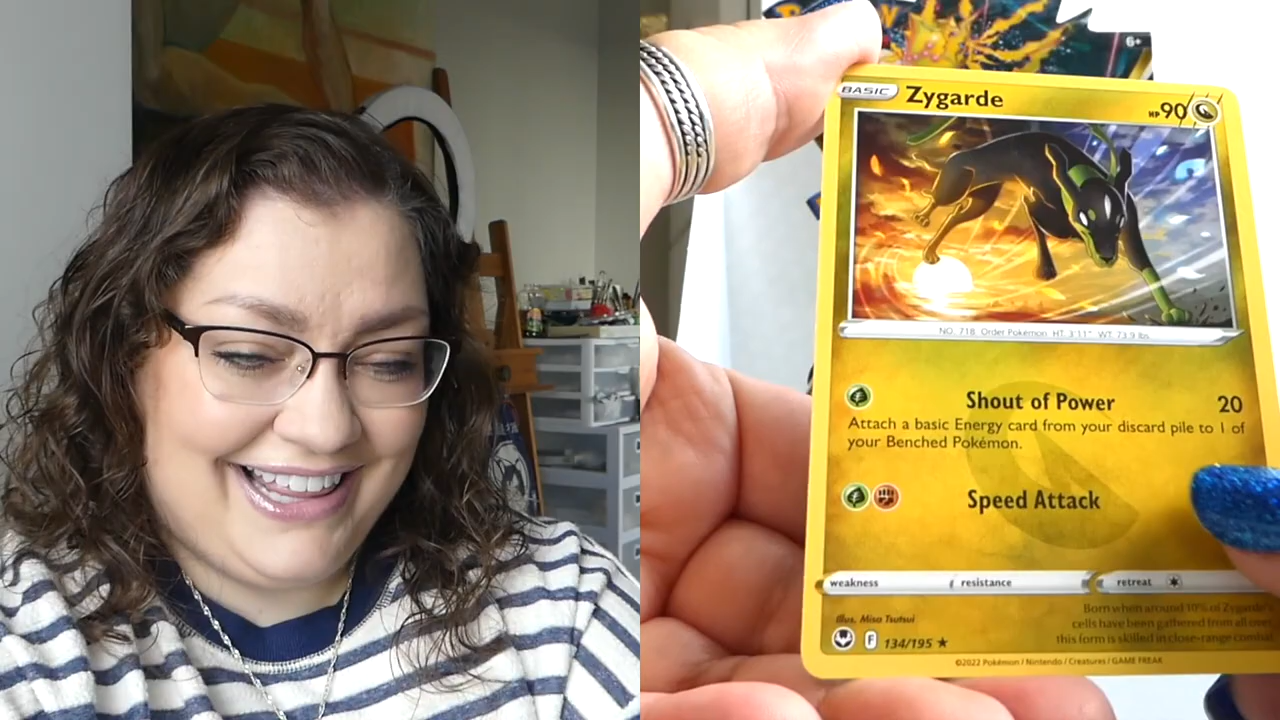 6+
BASIC Zygarde HP 90
NO. 718 Order Pokémon HT. 3'11" WT. 73.9 lbs
Shout of Power 20
Attach a basic Energy card from your discard pile to 1 of
your Benched Pokémon.
Speed Attack
weakness resistance retreat
Illus. Misa Tsutsui
Born when around 10% of Zygarde's
cells have been gathered from all over,
this form is skilled in close-range combat
F 134/195 ★
©2022 Pokémon / Nintendo / Creatures / GAME FREAK